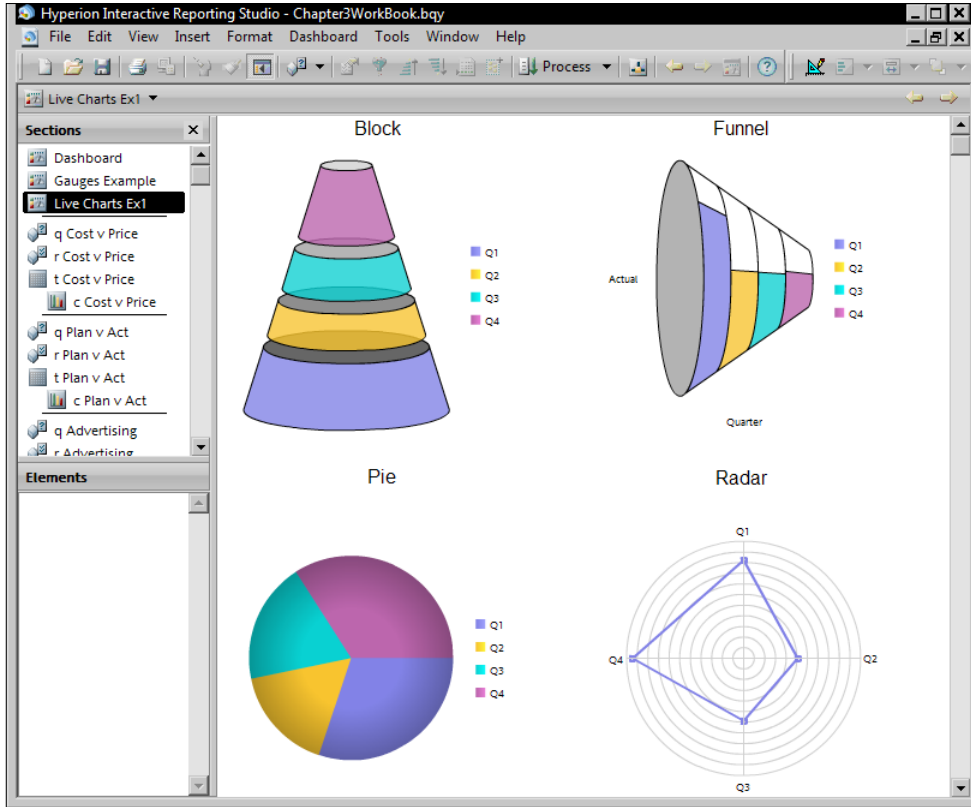 Hyperion Interactive Reporting Studio - Chapter3WorkBook.bqy
File Edit View Insert Format Dashboard Tools Window Help
Process
Live Charts Ex1
Sections
Dashboard
Gauges Example
Live Charts Ex1
q Cost v Price
r Cost v Price
t Cost v Price
c Cost v Price
q Plan v Act
r Plan v Act
t Plan v Act
c Plan v Act
q Advertising
r Advertising
Elements
Block
Q1
Q2
Q3
Q4
Funnel
Actual
Q1
Q2
Q3
Q4
Quarter
Pie
Q1
Q2
Q3
Q4
Radar
Q1
Q4
Q2
Q3